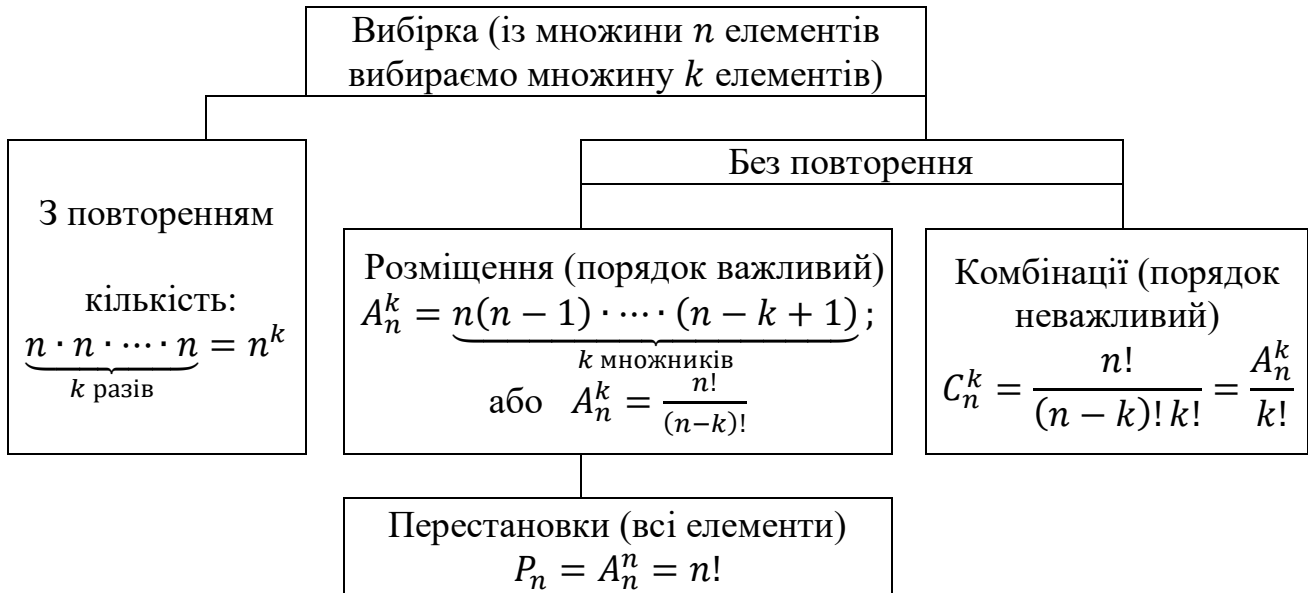 Вибірка (із множини n елементів
вибираємо множину k елементів)
З повторенням
кількість:
n · n · ⋯ · n = n^k
k разів
Без повторення
Розміщення (порядок важливий)
A_n^k = n(n − 1) · ⋯ · (n − k + 1) ;
k множників
або A_n^k = n!/(n−k)!
Комбінації (порядок
неважливий)
C_n^k = n!/((n − k)! k!) = A_n^k/k!
Перестановки (всі елементи)
P_n = A_n^n = n!